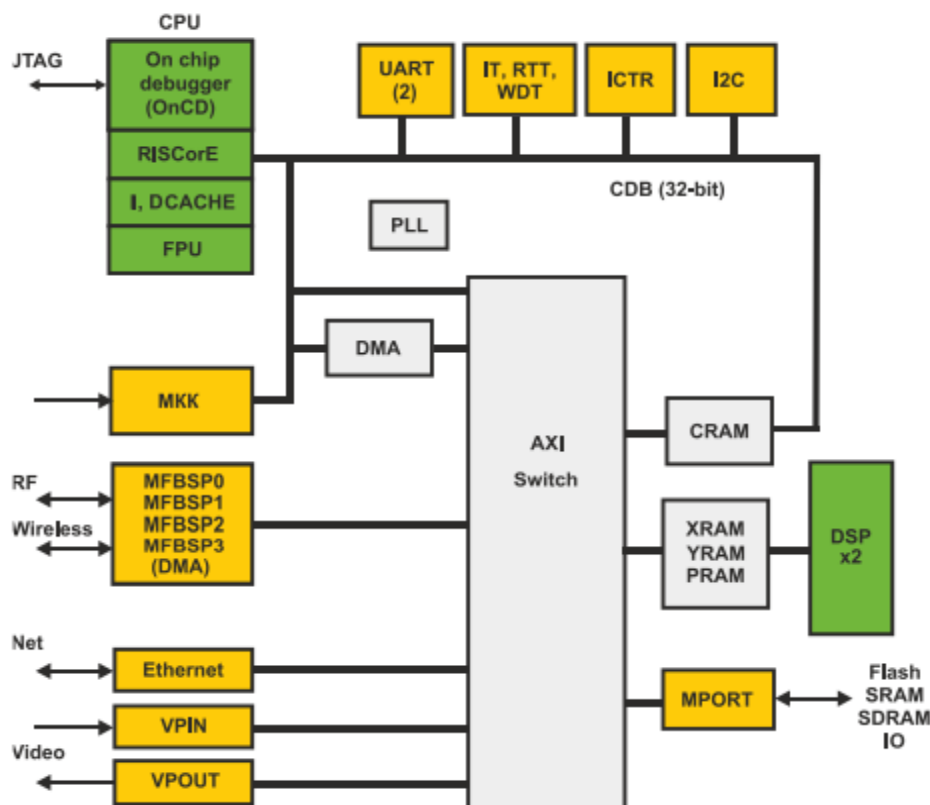 CPU
JTAG
On chip
debugger
(OnCD)
RISCorE
I, DCACHE
FPU
UART
(2)
IT, RTT,
WDT
ICTR
I2C
CDB (32-bit)
PLL
DMA
МКК
AXI
Switch
CRAM
RF
Wireless
MFBSP0
MFBSP1
MFBSP2
MFBSP3
(DMA)
XRAM
YRAM
PRAM
DSP
x2
Net
Ethernet
VPIN
Video
VPOUT
MPORT
Flash
SRAM
SDRAM
IO